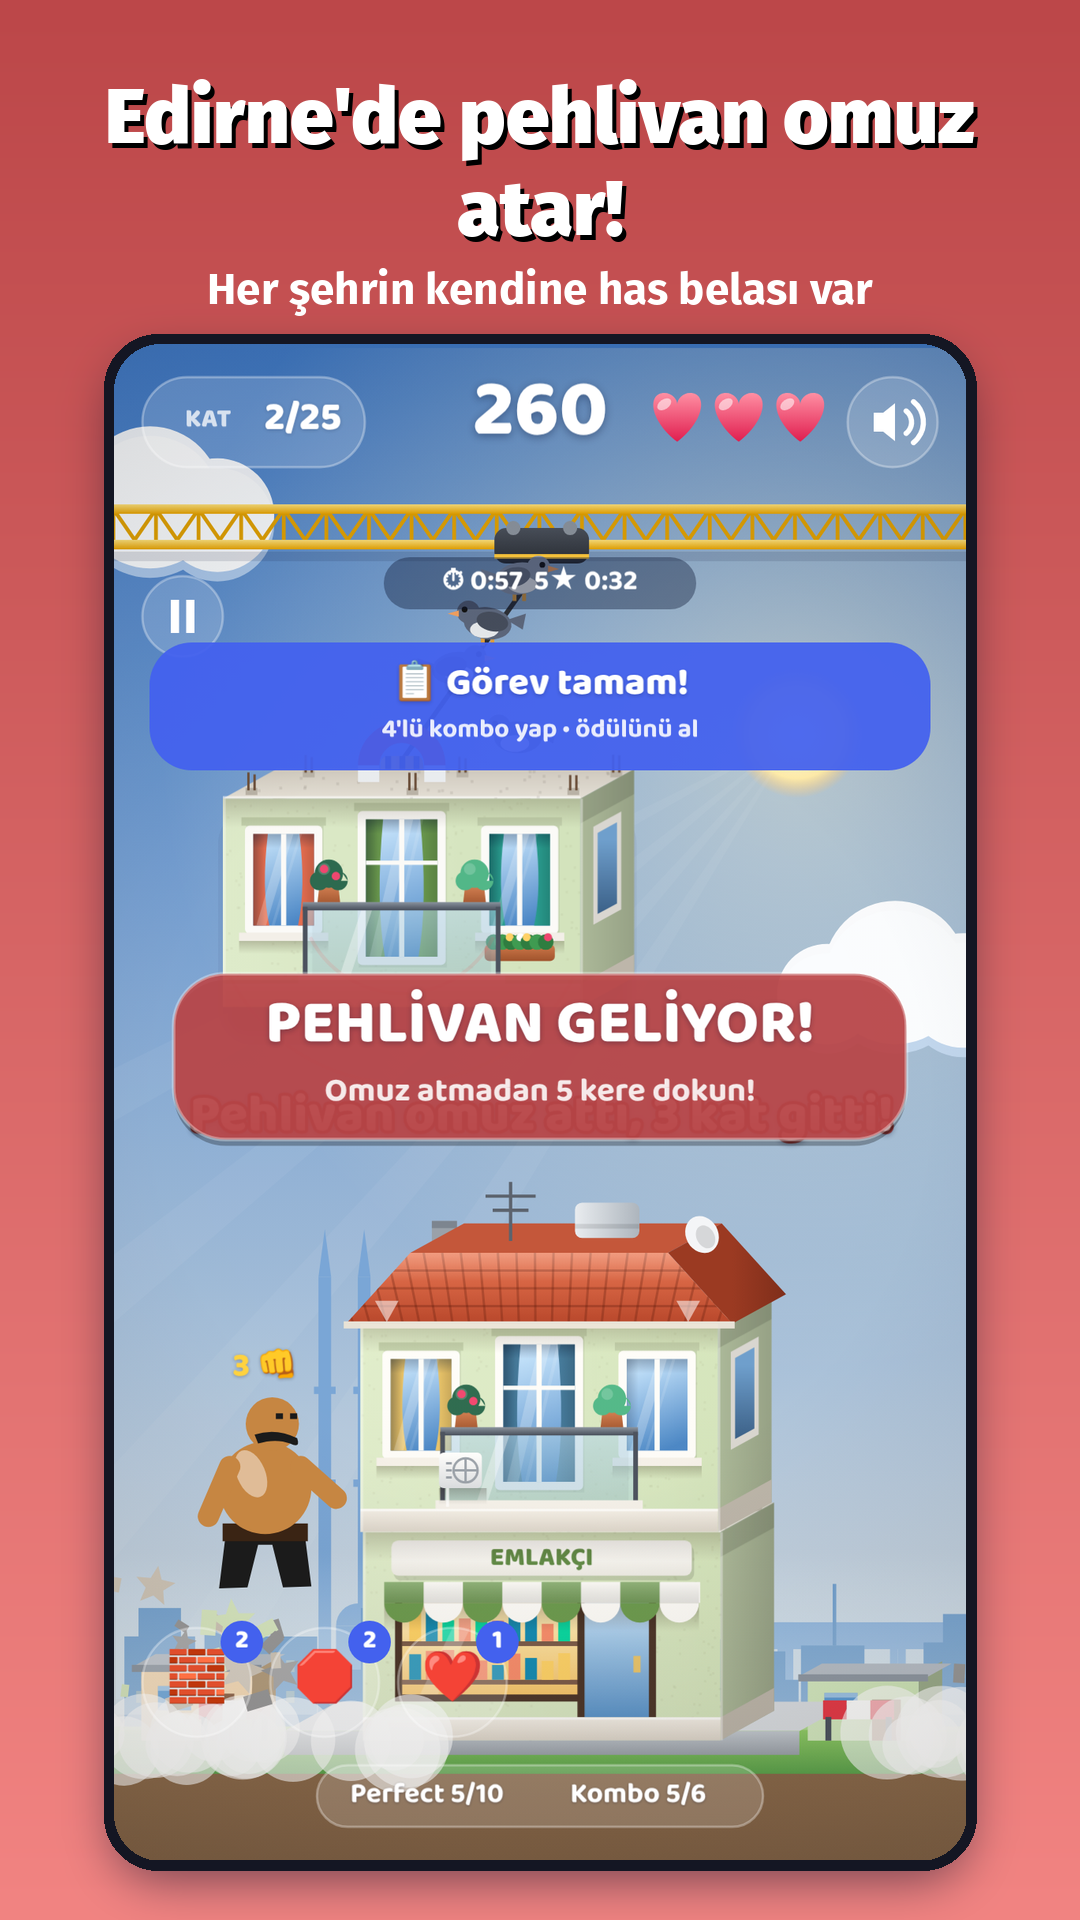 Edirne'de pehlivan omuz
atar!
Her şehrin kendine has belası var
KAT 2/25
260
0:57 5★ 0:32
Görev tamam!
4'lü kombo yap • ödülünü al
PEHLİVAN GELİYOR!
Omuz atmadan 5 kere dokun!
Pehlivan omuz attı, 3 kat gitti!
3
EMLAKÇI
2
2
1
Perfect 5/10 Kombo 5/6